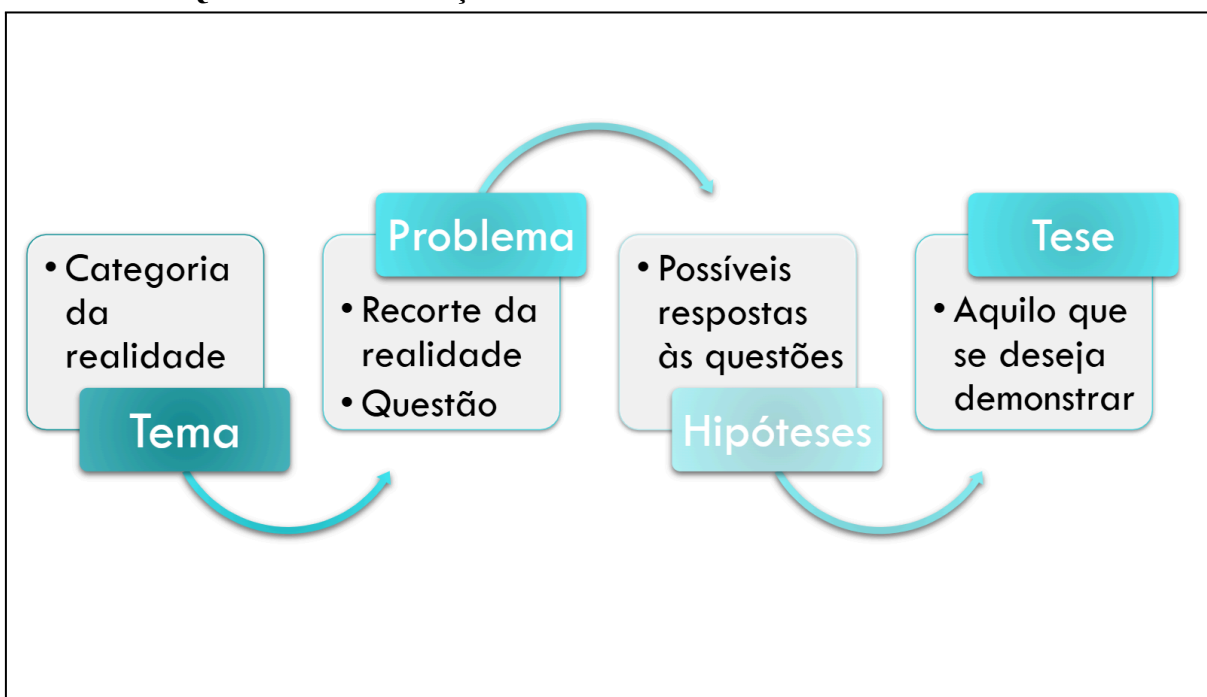 • Categoria
da
realidade
Tema
Problema
• Recorte da
realidade
• Questão
• Possíveis
respostas
às questões
Hipóteses
Tese
• Aquilo que
se deseja
demonstrar